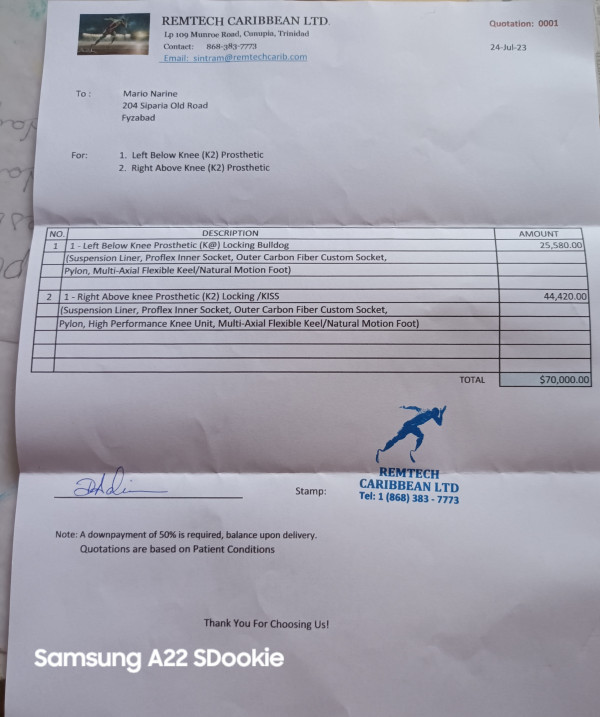 REMTECH CARIBBEAN LTD.
Lp 109 Munroe Road, Cunupia, Trinidad
Contact: 868-383-7773
Email: sintram@remtechcarib.com
Quotation: 0001
24-Jul-23
To : Mario Narine
204 Siparia Old Road
Fyzabad
For: 1. Left Below Knee (K2) Prosthetic
2. Right Above Knee (K2) Prosthetic
NO. DESCRIPTION AMOUNT
1 1 - Left Below Knee Prosthetic (K@) Locking Bulldog 25,580.00
(Suspension Liner, Proflex Inner Socket, Outer Carbon Fiber Custom Socket,
Pylon, Multi-Axial Flexible Keel/Natural Motion Foot)
2 1 - Right Above knee Prosthetic (K2) Locking /KISS 44,420.00
(Suspension Liner, Proflex Inner Socket, Outer Carbon Fiber Custom Socket,
Pylon, High Performance Knee Unit, Multi-Axial Flexible Keel/Natural Motion Foot)
TOTAL $70,000.00
Stamp:
REMTECH
CARIBBEAN LTD
Tel: 1 (868) 383 - 7773
Note: A downpayment of 50% is required, balance upon delivery.
Quotations are based on Patient Conditions
Thank You For Choosing Us!
Samsung A22 SDookie